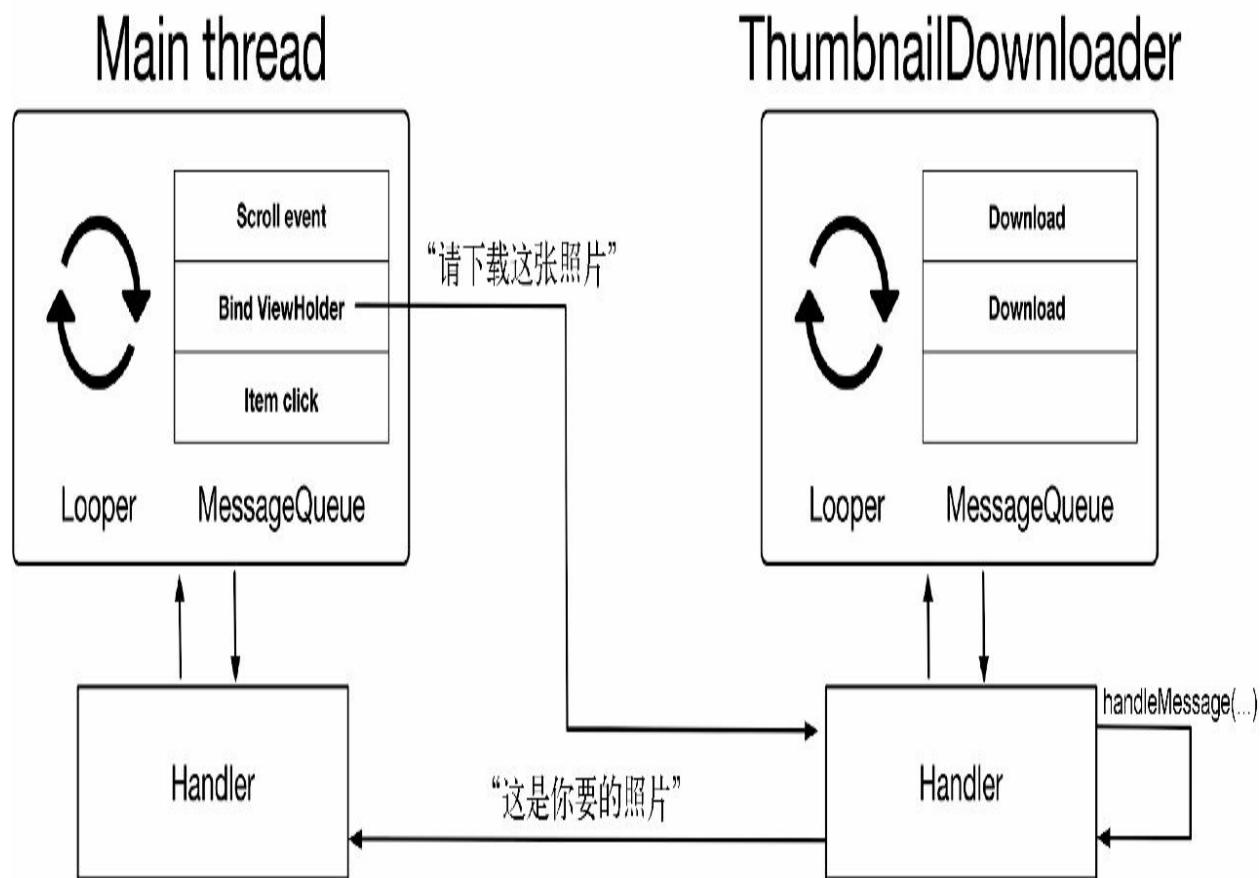 Main thread
ThumbnailDownloader
Scroll event
Bind ViewHolder
Item click
Looper
MessageQueue
“请下载这张照片”
Download
Download
Looper
MessageQueue
Handler
“这是你要的照片”
Handler
handleMessage(...)